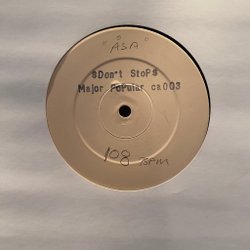 "ASA"
$Don't StoP$
Major Popular ca003
108 BPM